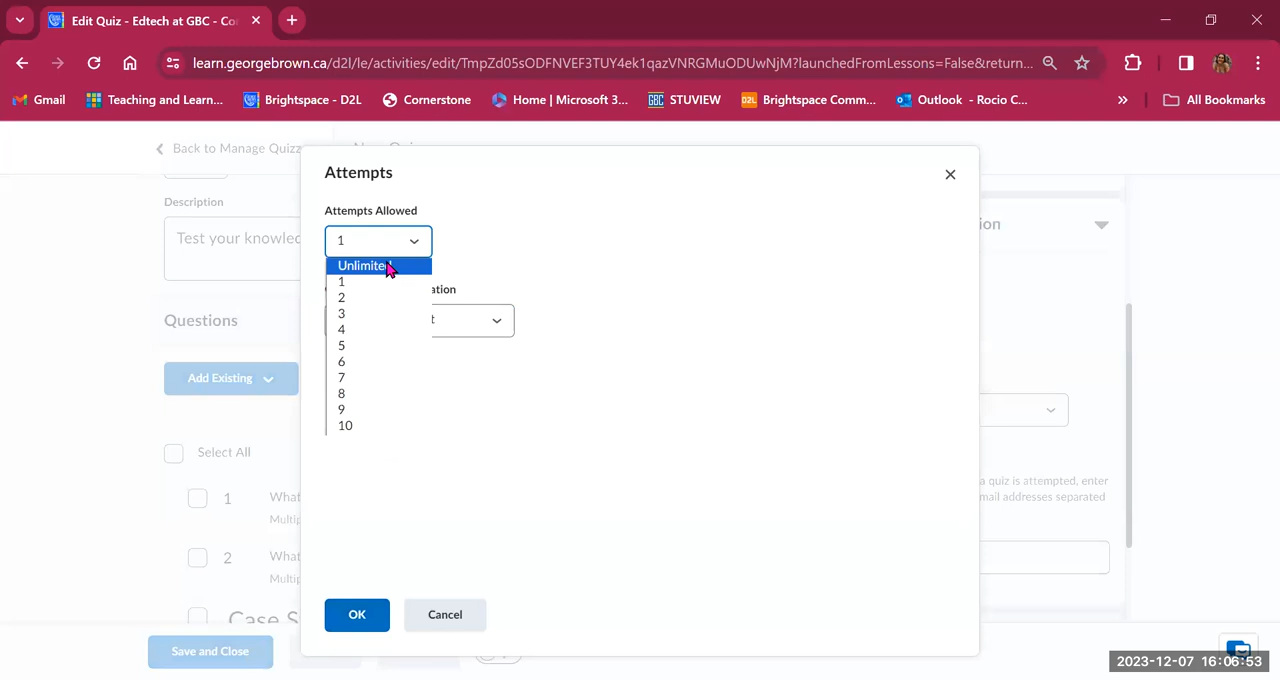 Edit Quiz - Edtech at GBC - Co
learn.georgebrown.ca/d2l/le/activities/edit/TmpZd05sODFNVEF3TUY4ek1qazVNRGMuODUwNjM?launchedFromLessons=False&return...
Gmail
Teaching and Learn...
Brightspace - D2L
Cornerstone
Home | Microsoft 3...
GBC STUVIEW
D2L Brightspace Comm...
Outlook - Rocio C...
»
All Bookmarks
Back to Manage Quizz
Attempts
Description
Attempts Allowed
Test your knowled
1
ion
Unlimited
1
2
3
4
5
6
7
8
9
10
ation
t
Questions
Add Existing
Select All
1 What
Multip
2 What
Multip
Case S
a quiz is attempted, enter
mail addresses separated
OK
Cancel
Save and Close
2023-12-07 16:06:53